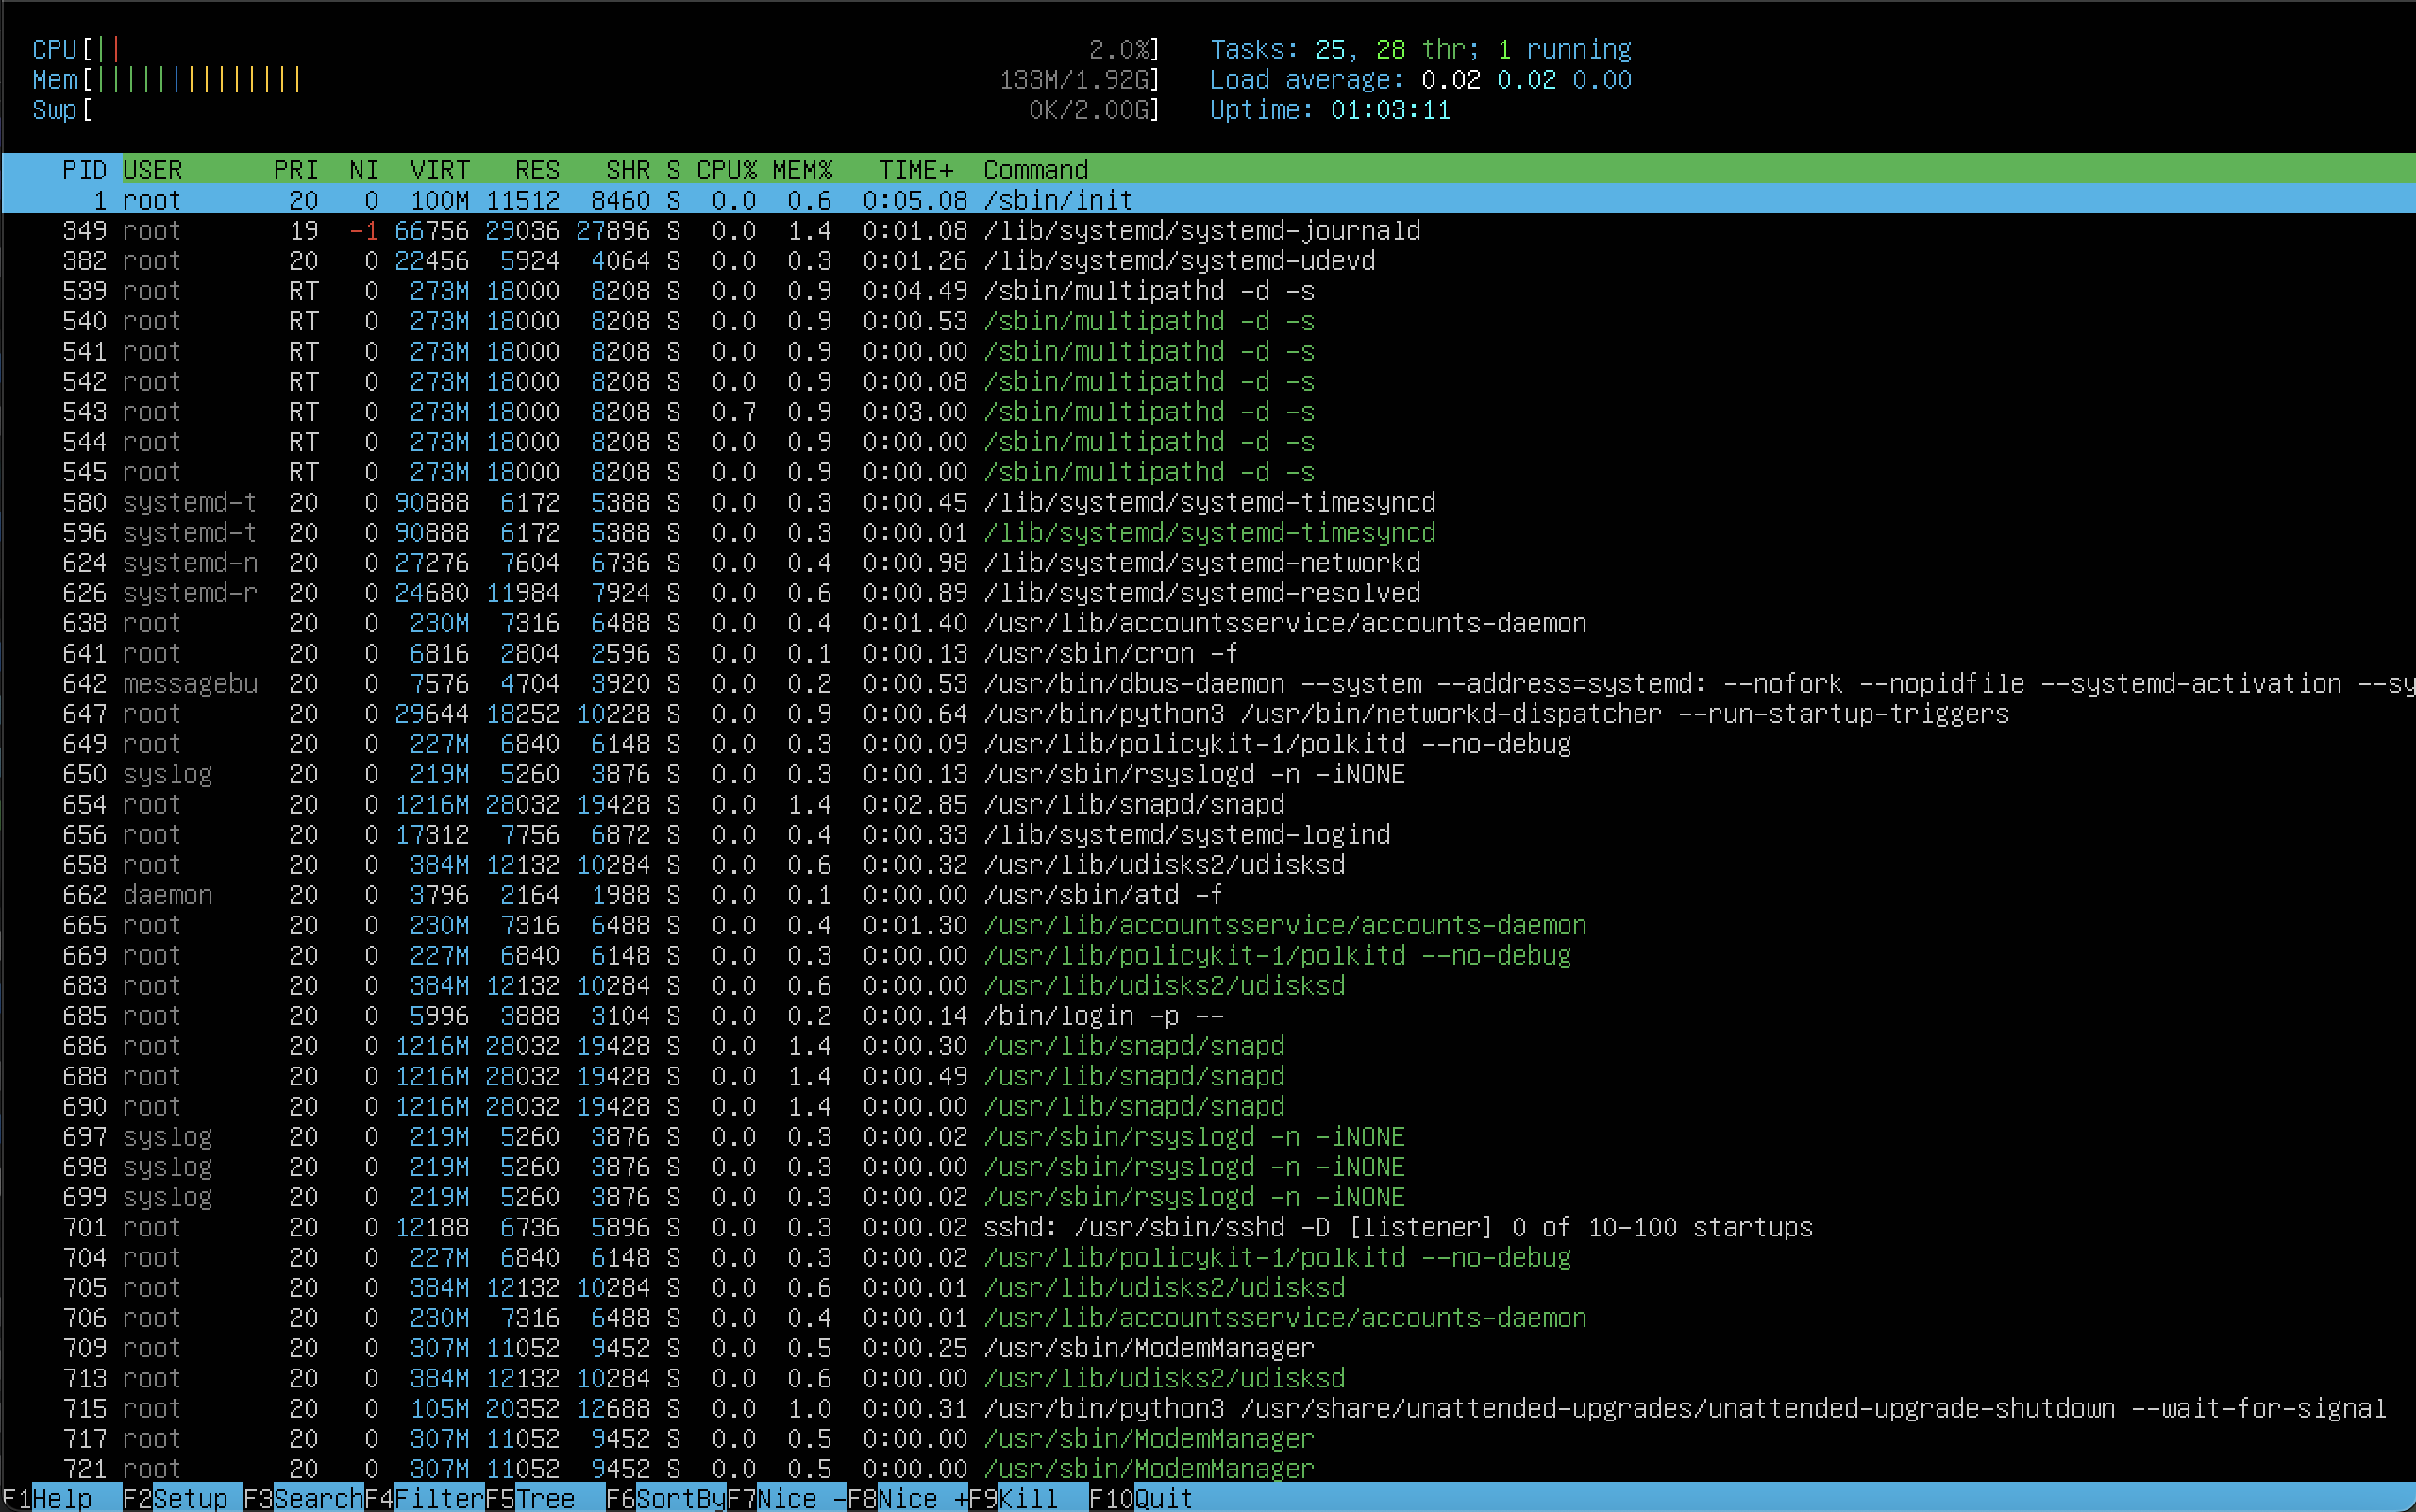 CPU[|| 2.0%] Tasks: 25, 28 thr; 1 running
Mem[||||||||||||||| 133M/1.92G] Load average: 0.02 0.02 0.00
Swp[ 0K/2.00G] Uptime: 01:03:11
PID USER PRI NI VIRT RES SHR S CPU% MEM% TIME+ Command
1 root 20 0 100M 11512 8460 S 0.0 0.6 0:05.08 /sbin/init
349 root 19 -1 66756 29036 27896 S 0.0 1.4 0:01.08 /lib/systemd/systemd-journald
382 root 20 0 22456 5924 4064 S 0.0 0.3 0:01.26 /lib/systemd/systemd-udevd
539 root RT 0 273M 18000 8208 S 0.0 0.9 0:04.49 /sbin/multipathd -d -s
540 root RT 0 273M 18000 8208 S 0.0 0.9 0:00.53 /sbin/multipathd -d -s
541 root RT 0 273M 18000 8208 S 0.0 0.9 0:00.00 /sbin/multipathd -d -s
542 root RT 0 273M 18000 8208 S 0.0 0.9 0:00.08 /sbin/multipathd -d -s
543 root RT 0 273M 18000 8208 S 0.7 0.9 0:03.00 /sbin/multipathd -d -s
544 root RT 0 273M 18000 8208 S 0.0 0.9 0:00.00 /sbin/multipathd -d -s
545 root RT 0 273M 18000 8208 S 0.0 0.9 0:00.00 /sbin/multipathd -d -s
580 systemd-t 20 0 90888 6172 5388 S 0.0 0.3 0:00.45 /lib/systemd/systemd-timesyncd
596 systemd-t 20 0 90888 6172 5388 S 0.0 0.3 0:00.01 /lib/systemd/systemd-timesyncd
624 systemd-n 20 0 27276 7604 6736 S 0.0 0.4 0:00.98 /lib/systemd/systemd-networkd
626 systemd-r 20 0 24680 11984 7924 S 0.0 0.6 0:00.89 /lib/systemd/systemd-resolved
638 root 20 0 230M 7316 6488 S 0.0 0.4 0:01.40 /usr/lib/accountsservice/accounts-daemon
641 root 20 0 6816 2804 2596 S 0.0 0.1 0:00.13 /usr/sbin/cron -f
642 messagebu 20 0 7576 4704 3920 S 0.0 0.2 0:00.53 /usr/bin/dbus-daemon --system --address=systemd: --nofork --nopidfile --systemd-activation --sy
647 root 20 0 29644 18252 10228 S 0.0 0.9 0:00.64 /usr/bin/python3 /usr/bin/networkd-dispatcher --run-startup-triggers
649 root 20 0 227M 6840 6148 S 0.0 0.3 0:00.09 /usr/lib/policykit-1/polkitd --no-debug
650 syslog 20 0 219M 5260 3876 S 0.0 0.3 0:00.13 /usr/sbin/rsyslogd -n -iNONE
654 root 20 0 1216M 28032 19428 S 0.0 1.4 0:02.85 /usr/lib/snapd/snapd
656 root 20 0 17312 7756 6872 S 0.0 0.4 0:00.33 /lib/systemd/systemd-logind
658 root 20 0 384M 12132 10284 S 0.0 0.6 0:00.32 /usr/lib/udisks2/udisksd
662 daemon 20 0 3796 2164 1988 S 0.0 0.1 0:00.00 /usr/sbin/atd -f
665 root 20 0 230M 7316 6488 S 0.0 0.4 0:01.30 /usr/lib/accountsservice/accounts-daemon
669 root 20 0 227M 6840 6148 S 0.0 0.3 0:00.00 /usr/lib/policykit-1/polkitd --no-debug
683 root 20 0 384M 12132 10284 S 0.0 0.6 0:00.00 /usr/lib/udisks2/udisksd
685 root 20 0 5996 3888 3104 S 0.0 0.2 0:00.14 /bin/login -p --
686 root 20 0 1216M 28032 19428 S 0.0 1.4 0:00.30 /usr/lib/snapd/snapd
688 root 20 0 1216M 28032 19428 S 0.0 1.4 0:00.49 /usr/lib/snapd/snapd
690 root 20 0 1216M 28032 19428 S 0.0 1.4 0:00.00 /usr/lib/snapd/snapd
697 syslog 20 0 219M 5260 3876 S 0.0 0.3 0:00.02 /usr/sbin/rsyslogd -n -iNONE
698 syslog 20 0 219M 5260 3876 S 0.0 0.3 0:00.00 /usr/sbin/rsyslogd -n -iNONE
699 syslog 20 0 219M 5260 3876 S 0.0 0.3 0:00.02 /usr/sbin/rsyslogd -n -iNONE
701 root 20 0 12188 6736 5896 S 0.0 0.3 0:00.02 sshd: /usr/sbin/sshd -D [listener] 0 of 10-100 startups
704 root 20 0 227M 6840 6148 S 0.0 0.3 0:00.02 /usr/lib/policykit-1/polkitd --no-debug
705 root 20 0 384M 12132 10284 S 0.0 0.6 0:00.01 /usr/lib/udisks2/udisksd
706 root 20 0 230M 7316 6488 S 0.0 0.4 0:00.01 /usr/lib/accountsservice/accounts-daemon
709 root 20 0 307M 11052 9452 S 0.0 0.5 0:00.25 /usr/sbin/ModemManager
713 root 20 0 384M 12132 10284 S 0.0 0.6 0:00.00 /usr/lib/udisks2/udisksd
715 root 20 0 105M 20352 12688 S 0.0 1.0 0:00.31 /usr/bin/python3 /usr/share/unattended-upgrades/unattended-upgrade-shutdown --wait-for-signal
717 root 20 0 307M 11052 9452 S 0.0 0.5 0:00.00 /usr/sbin/ModemManager
721 root 20 0 307M 11052 9452 S 0.0 0.5 0:00.00 /usr/sbin/ModemManager
F1Help F2Setup F3SearchF4FilterF5Tree F6SortByF7Nice -F8Nice +F9Kill F10Quit